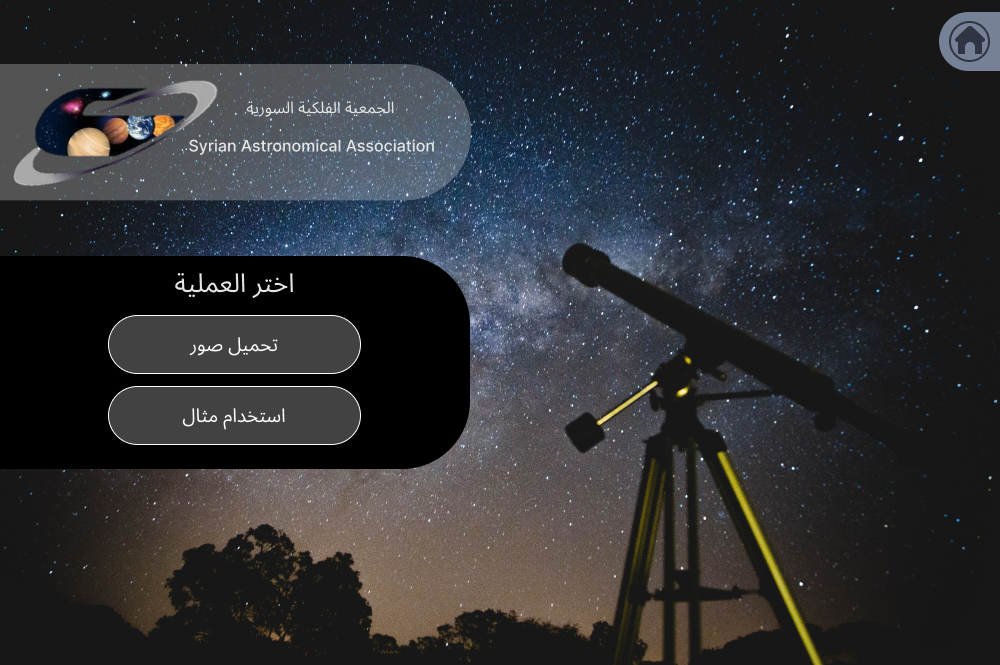 الجمعية الفلكية السورية
Syrian Astronomical Association
اختر العملية
تحميل صور
استخدام مثال